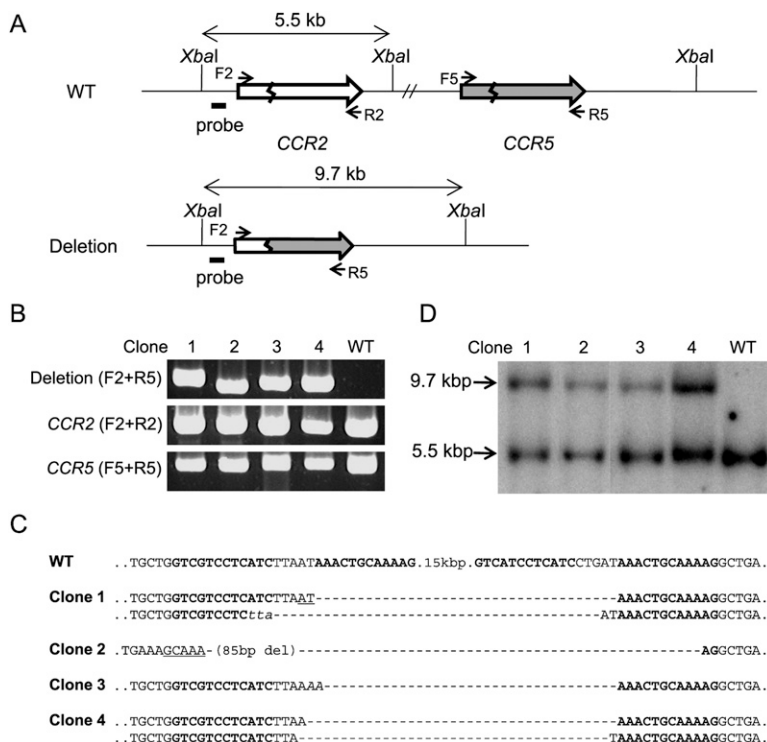 A
5.5 kb
XbaI XbaI XbaI
F2 F5
WT
R2 R5
probe
CCR2 CCR5
9.7 kb
XbaI XbaI
F2
Deletion
R5
probe
B
Clone 1 2 3 4 WT
Deletion (F2+R5)
CCR2 (F2+R2)
CCR5 (F5+R5)
D
Clone 1 2 3 4 WT
9.7 kbp
5.5 kbp
C
WT ..TGCTGGTCGTCCTCATCTTAATAAACTGCAAAAG.15kbp.GTCATCCTCATCCTGATAAACTGCAAAAGGCTGA.
Clone 1 ..TGCTGGTCGTCCTCATCTTAAT--------------------------------------AAACTGCAAAAGGCTGA.
..TGCTGGTCGTCCTCtta------------------------------------------ATAAACTGCAAAAGGCTGA.
Clone 2 .TGAAAGCAAA-(85bp del)-----------------------------------------------AGGCTGA.
Clone 3 ..TGCTGGTCGTCCTCATCTTAAAA-------------------------------------AAACTGCAAAAGGCTGA.
Clone 4 ..TGCTGGTCGTCCTCATCTTAA---------------------------------------AAACTGCAAAAGGCTGA.
..TGCTGGTCGTCCTCATCTTA---------------------------------------TAAACTGCAAAAGGCTGA.